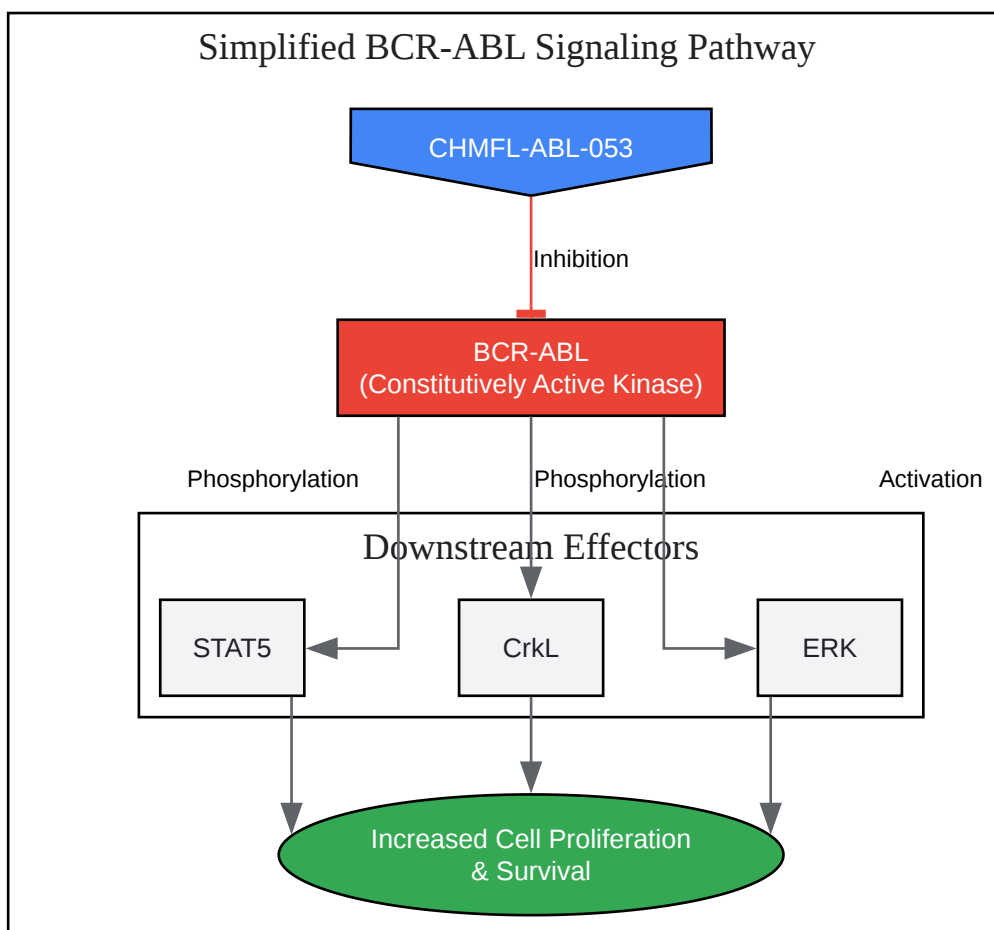 Simplified BCR-ABL Signaling Pathway
CHMFL-ABL-053
Inhibition
BCR-ABL
(Constitutively Active Kinase)
Phosphorylation
Phosphorylation
Activation
Downstream Effectors
STAT5
CrkL
ERK
Increased Cell Proliferation
& Survival